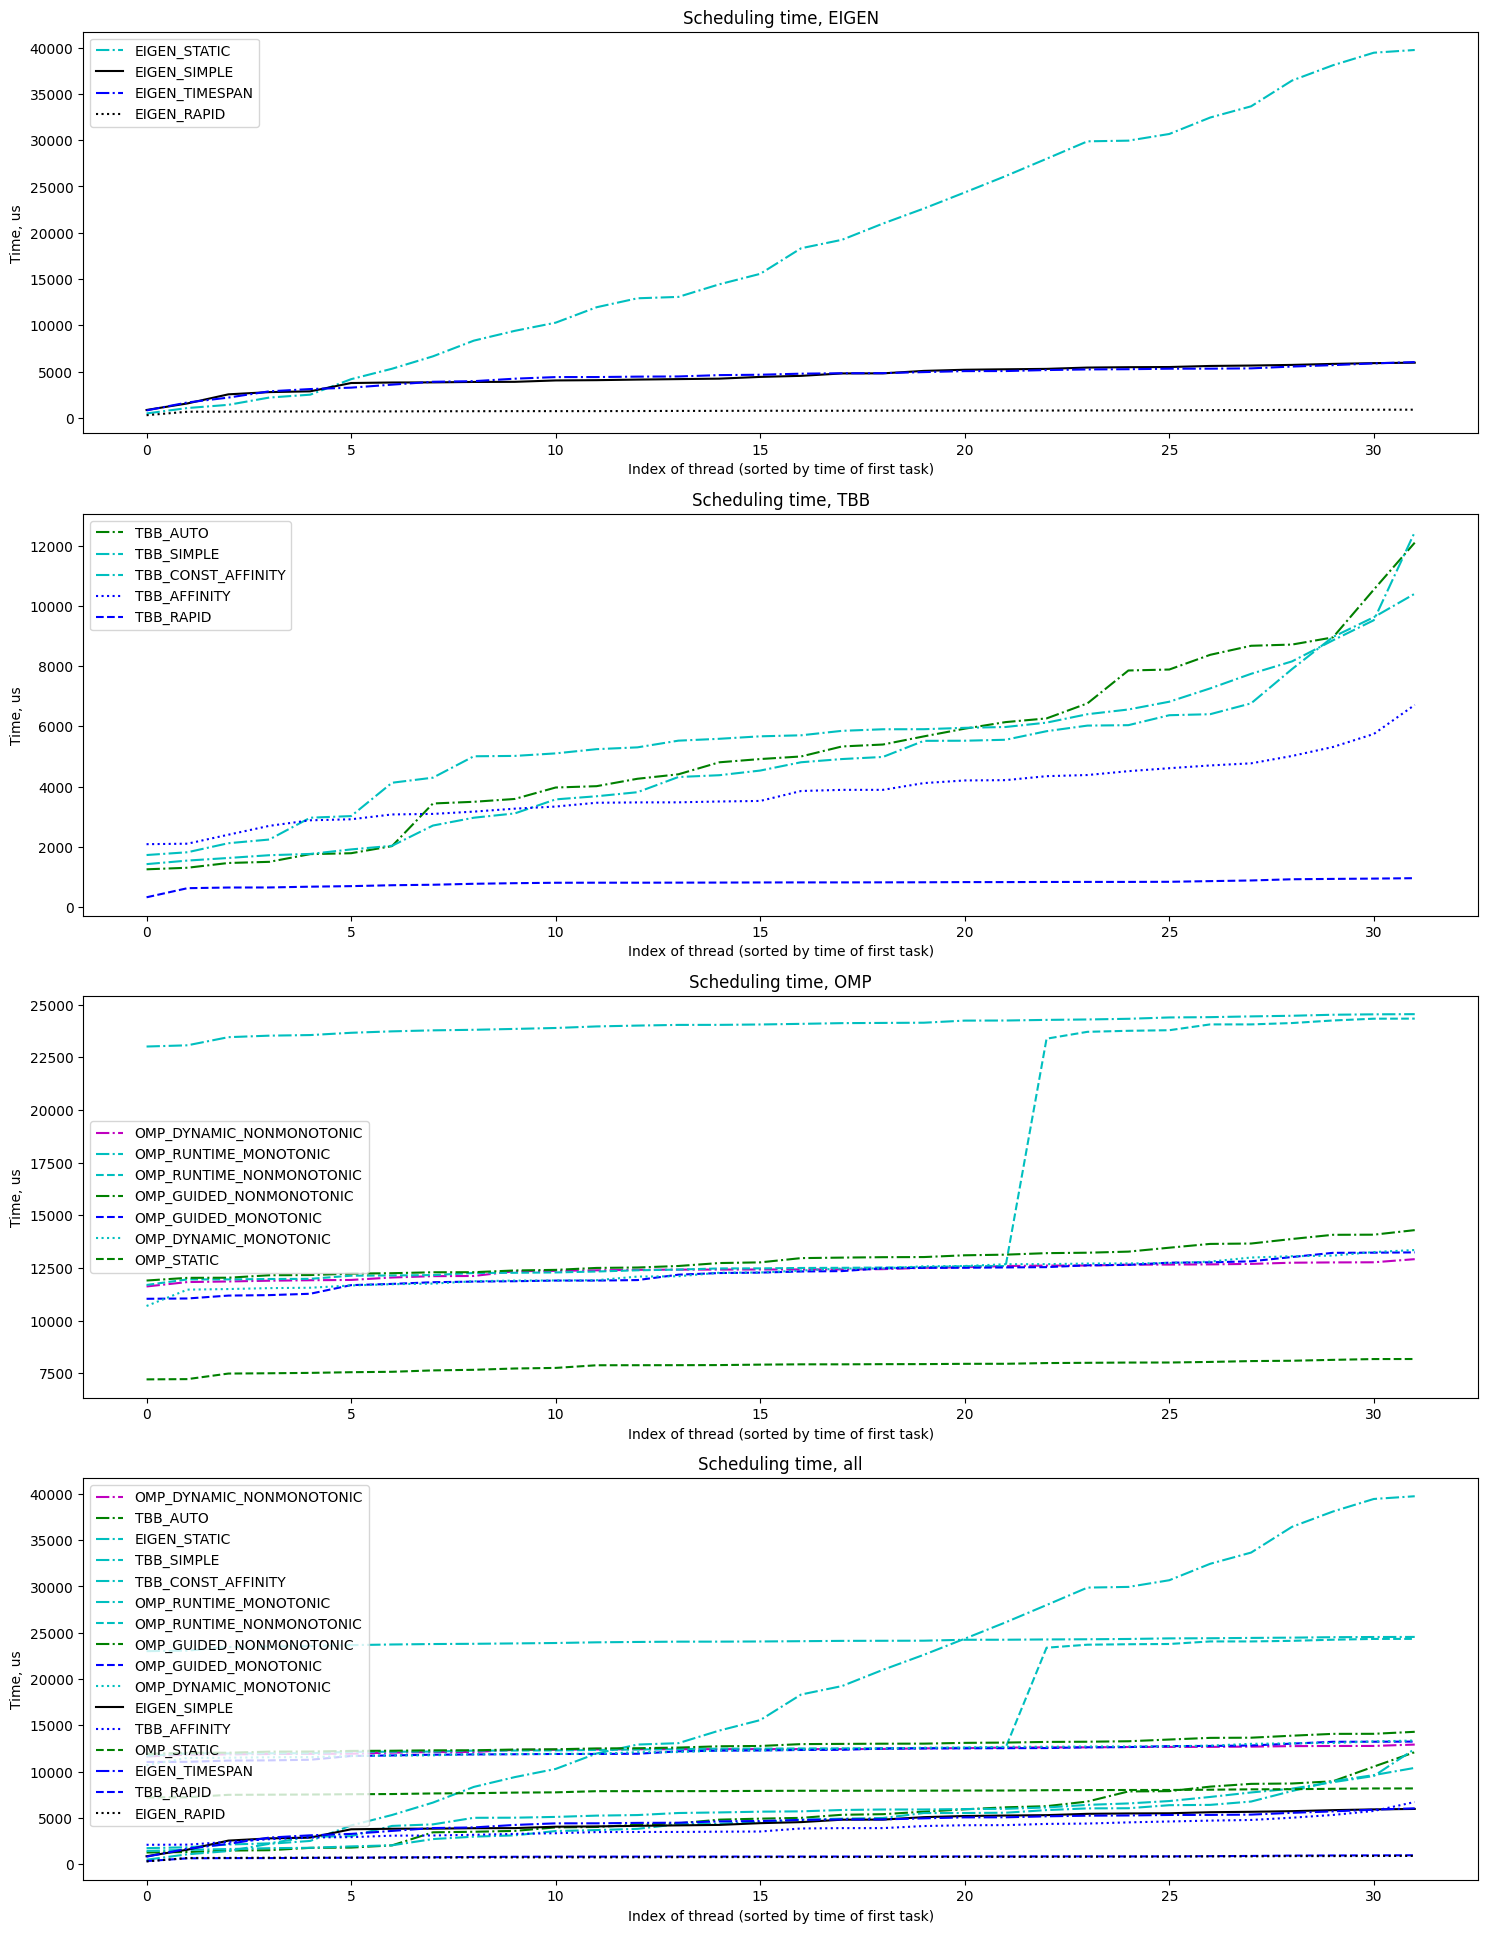 Scheduling time, EIGEN
EIGEN_STATIC
EIGEN_SIMPLE
EIGEN_TIMESPAN
EIGEN_RAPID
Time, us
40000
35000
30000
25000
20000
15000
10000
5000
0
0 5 10 15 20 25 30
Index of thread (sorted by time of first task)
Scheduling time, TBB
TBB_AUTO
TBB_SIMPLE
TBB_CONST_AFFINITY
TBB_AFFINITY
TBB_RAPID
Time, us
12000
10000
8000
6000
4000
2000
0
0 5 10 15 20 25 30
Index of thread (sorted by time of first task)
Scheduling time, OMP
OMP_DYNAMIC_NONMONOTONIC
OMP_RUNTIME_MONOTONIC
OMP_RUNTIME_NONMONOTONIC
OMP_GUIDED_NONMONOTONIC
OMP_GUIDED_MONOTONIC
OMP_DYNAMIC_MONOTONIC
OMP_STATIC
Time, us
25000
22500
20000
17500
15000
12500
10000
7500
0 5 10 15 20 25 30
Index of thread (sorted by time of first task)
Scheduling time, all
OMP_DYNAMIC_NONMONOTONIC
TBB_AUTO
EIGEN_STATIC
TBB_SIMPLE
TBB_CONST_AFFINITY
OMP_RUNTIME_MONOTONIC
OMP_RUNTIME_NONMONOTONIC
OMP_GUIDED_NONMONOTONIC
OMP_GUIDED_MONOTONIC
OMP_DYNAMIC_MONOTONIC
EIGEN_SIMPLE
TBB_AFFINITY
OMP_STATIC
EIGEN_TIMESPAN
TBB_RAPID
EIGEN_RAPID
Time, us
40000
35000
30000
25000
20000
15000
10000
5000
0
0 5 10 15 20 25 30
Index of thread (sorted by time of first task)